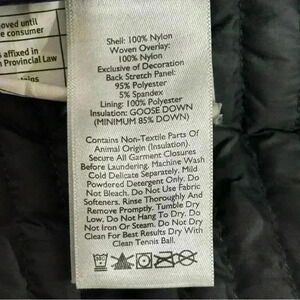 oved until
e consumer
s affixed in
n Provincial Law
tains
Shell: 100% Nylon
Woven Overlay:
100% Nylon
Exclusive of Decoration
Back Stretch Panel:
95% Polyester
5% Spandex
Lining: 100% Polyester
Insulation: GOOSE DOWN
(MINIMUM 85% DOWN)
Contains Non-Textile Parts Of
Animal Origin (Insulation).
Secure All Garment Closures
Before Laundering. Machine Wash
Cold Delicate Separately. Mild
Powdered Detergent Only. Do
Not Bleach. Do Not Use Fabric
Softeners. Rinse Thoroughly And
Remove Promptly. Tumble Dry
Low. Do Not Hang To Dry. Do
Not Iron Or Steam. Do Not Dry
Clean For Best Results Dry With
Clean Tennis Ball.